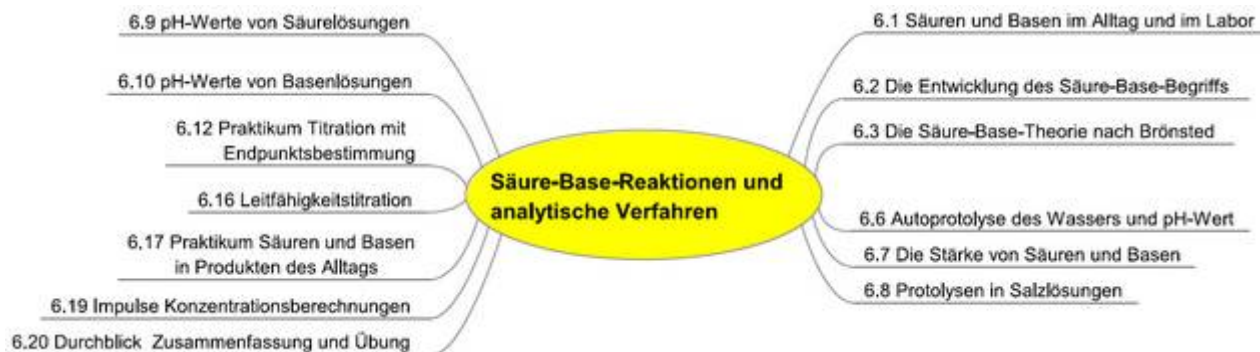 6.9 pH-Werte von Säurelösungen
6.10 pH-Werte von Basenlösungen
6.12 Praktikum Titration mit
Endpunktsbestimmung
6.16 Leitfähigkeitstitration
6.17 Praktikum Säuren und Basen
in Produkten des Alltags
6.19 Impulse Konzentrationsberechnungen
6.20 Durchblick Zusammenfassung und Übung
Säure-Base-Reaktionen und
analytische Verfahren
6.1 Säuren und Basen im Alltag und im Labor
6.2 Die Entwicklung des Säure-Base-Begriffs
6.3 Die Säure-Base-Theorie nach Brönsted
6.6 Autoprotolyse des Wassers und pH-Wert
6.7 Die Stärke von Säuren und Basen
6.8 Protolysen in Salzlösungen